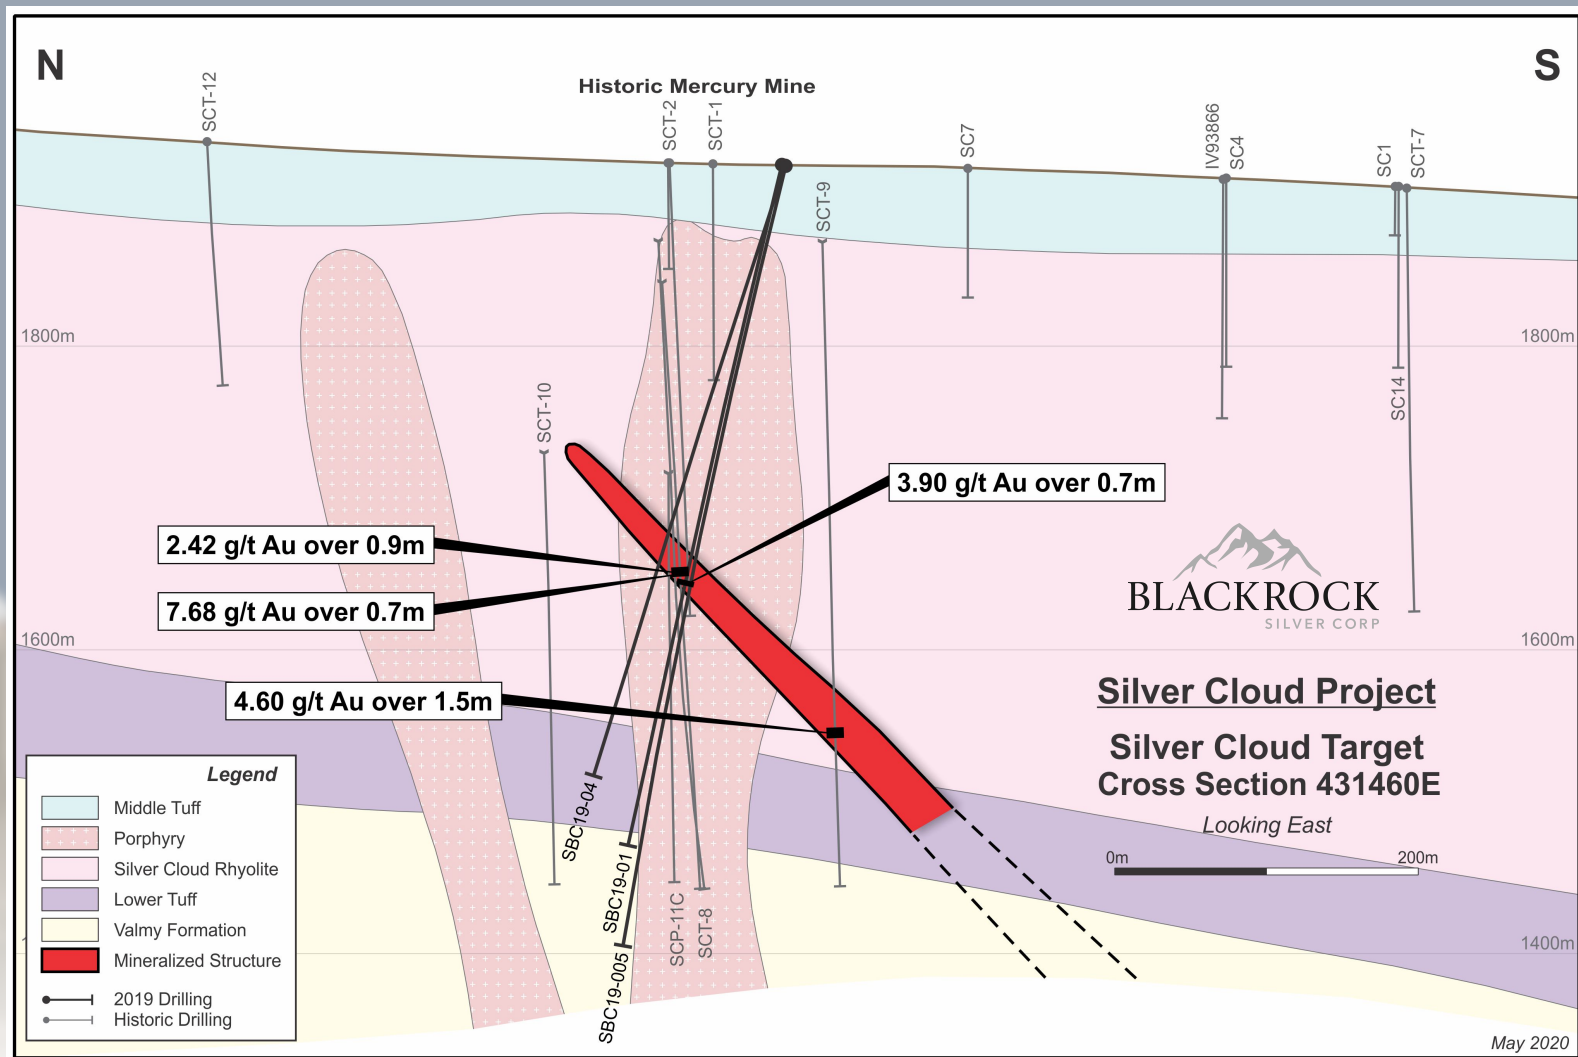 N
S
Historic Mercury Mine
SCT-12
SCT-2
SCT-1
SCT-9
SC7
IV93866
SC4
SC1
SCT-7
1800m
1800m
SCT-10
SC14
3.90 g/t Au over 0.7m
2.42 g/t Au over 0.9m
7.68 g/t Au over 0.7m
4.60 g/t Au over 1.5m
BLACKROCK
SILVER CORP
1600m
1600m
Silver Cloud Project
Silver Cloud Target
Cross Section 431460E
Looking East
0m
200m
SBC19-04
SBC19-01
SBC19-005
SCP-11C
SCT-8
1400m
Legend
Middle Tuff
Porphyry
Silver Cloud Rhyolite
Lower Tuff
Valmy Formation
Mineralized Structure
2019 Drilling
Historic Drilling
May 2020